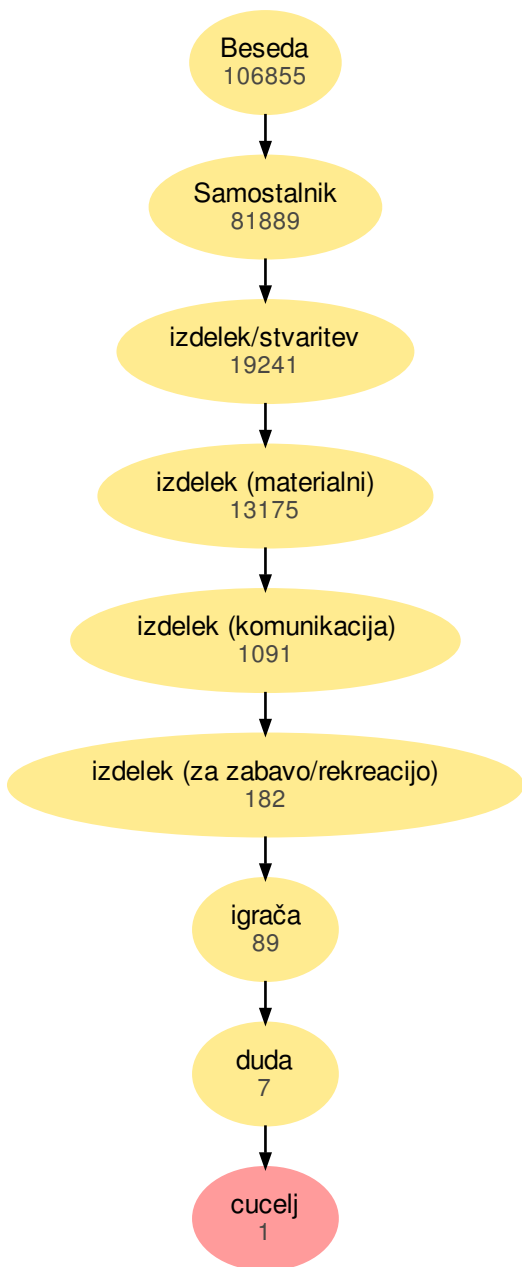 Beseda
106855
Samostalnik
81889
izdelek/stvaritev
19241
izdelek (materialni)
13175
izdelek (komunikacija)
1091
izdelek (za zabavo/rekreacijo)
182
igrača
89
duda
7
cucelj
1